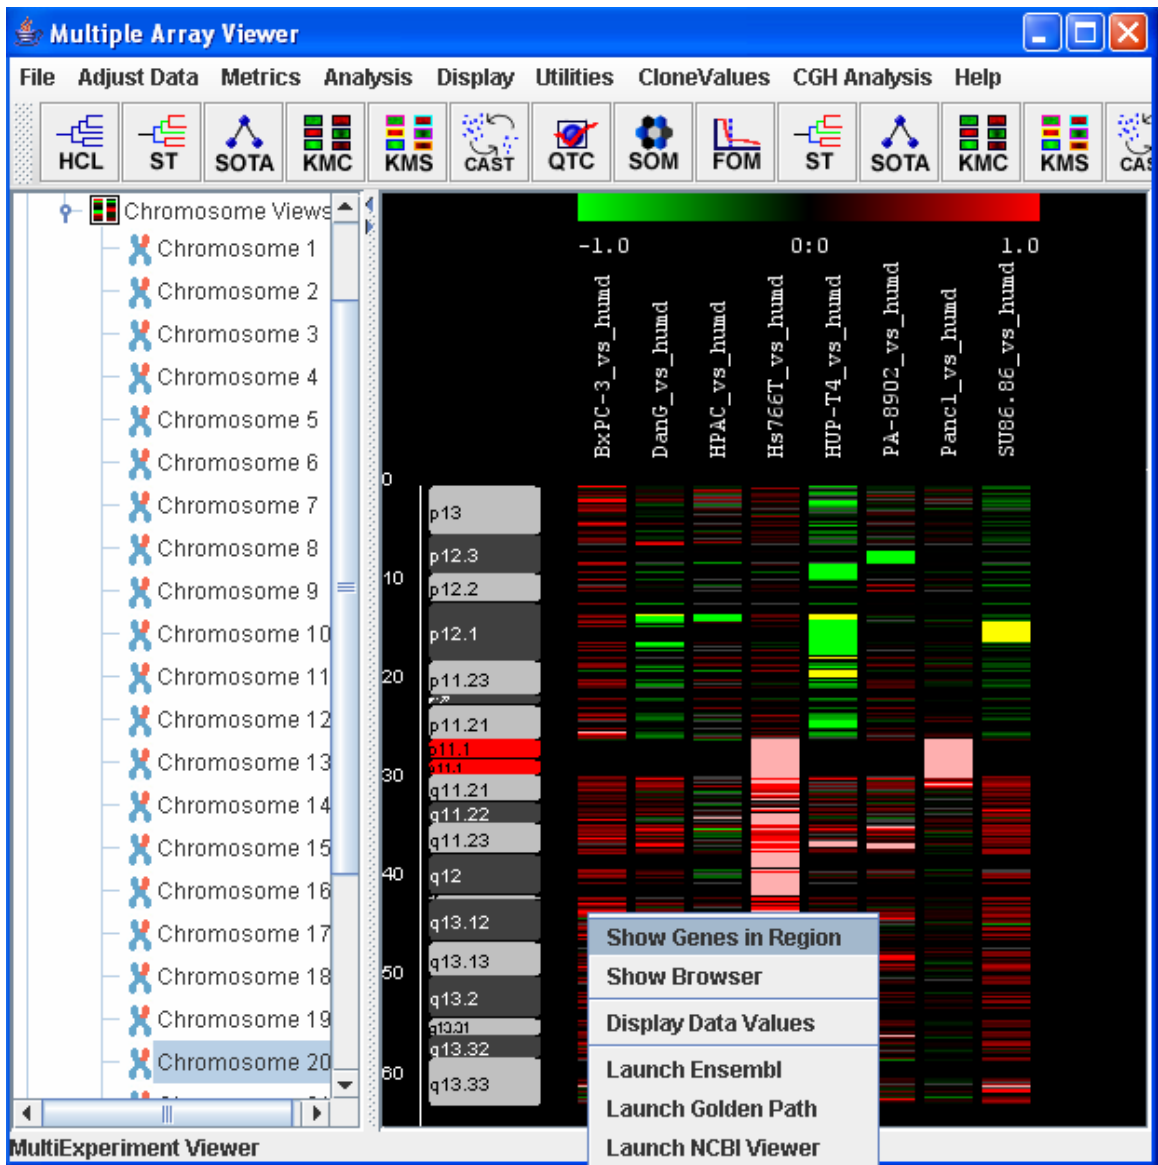 Multiple Array Viewer
File Adjust Data Metrics Analysis Display Utilities CloneValues CGH Analysis Help
HCL ST SOTA KMC KMS CAST QTC SOM FOM ST SOTA KMC KMS CAS
Chromosome Views
Chromosome 1
Chromosome 2
Chromosome 3
Chromosome 4
Chromosome 5
Chromosome 6
Chromosome 7
Chromosome 8
Chromosome 9
Chromosome 10
Chromosome 11
Chromosome 12
Chromosome 13
Chromosome 14
Chromosome 15
Chromosome 16
Chromosome 17
Chromosome 18
Chromosome 19
Chromosome 20
-1.0 0:0 1.0
BxPC-3_vs_humd
DanG_vs_humd
HPAC_vs_humd
Hs766T_vs_humd
HUP-T4_vs_humd
PA-8902_vs_humd
Panc1_vs_humd
SU86.86_vs_humd
0
p13
p12.3
10
p12.2
p12.1
20
p11.23
p11.21
p11.1
q11.1
30
q11.21
q11.22
q11.23
40
q12
q13.12
q13.13
50
q13.2
q13.31
q13.32
60
q13.33
Show Genes in Region
Show Browser
Display Data Values
Launch Ensembl
Launch Golden Path
Launch NCBI Viewer
MultiExperiment Viewer